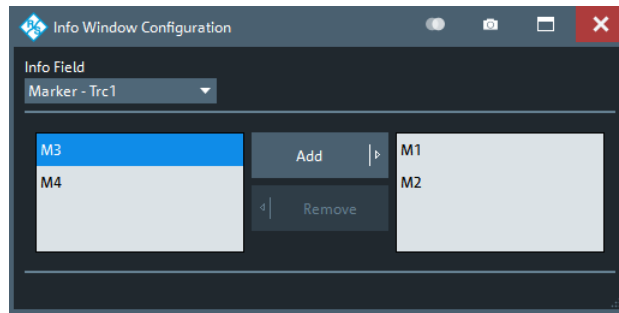 Info Window Configuration
Info Field
Marker - Trc1
M3
M4
Add
Remove
M1
M2